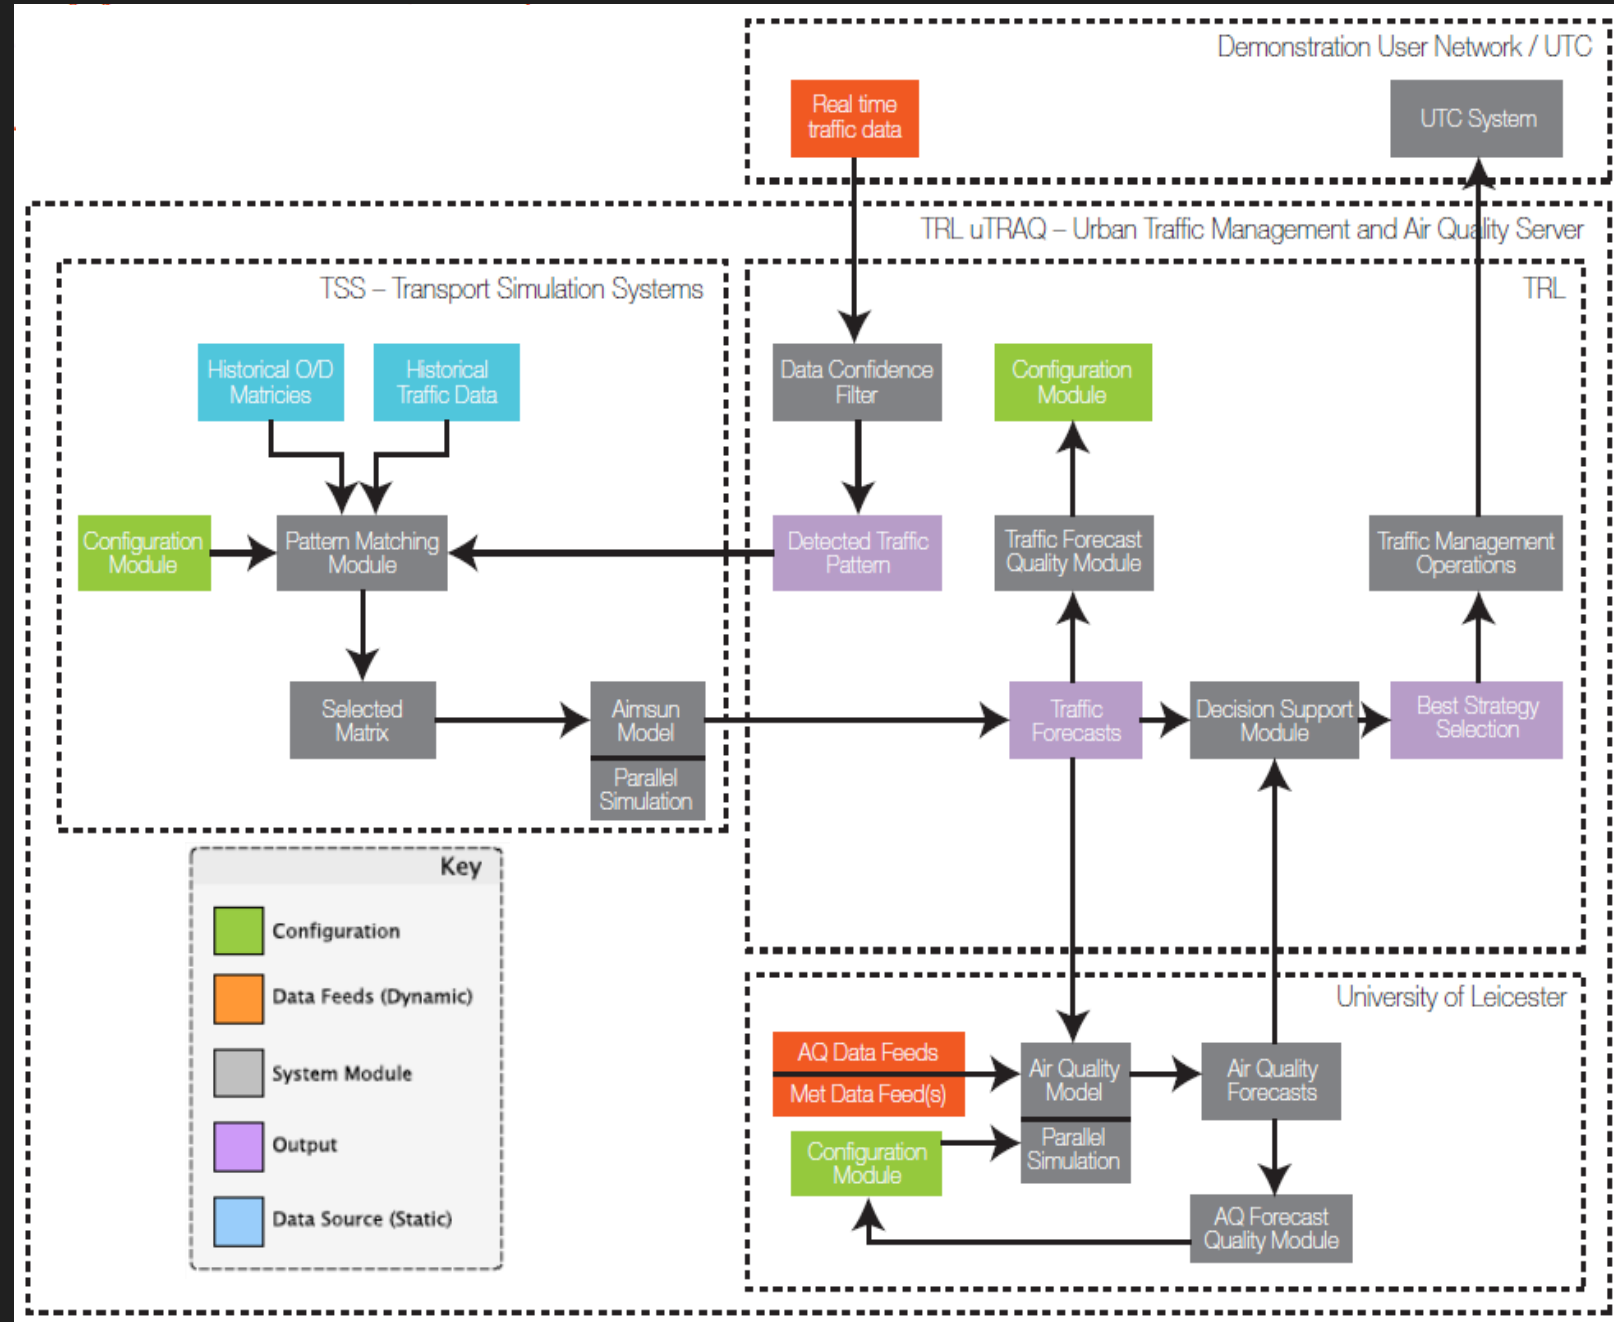 Demonstration User Network / UTC
Real time
traffic data
UTC System
TRL uTRAQ – Urban Traffic Management and Air Quality Server
TSS – Transport Simulation Systems
TRL
Historical O/D
Matricies
Historical
Traffic Data
Data Confidence
Filter
Configuration
Module
Configuration
Module
Pattern Matching
Module
Detected Traffic
Pattern
Traffic Forecast
Quality Module
Traffic Management
Operations
Selected
Matrix
Aimsun
Model
Parallel
Simulation
Traffic
Forecasts
Decision Support
Module
Best Strategy
Selection
Key
Configuration
Data Feeds (Dynamic)
System Module
Output
Data Source (Static)
University of Leicester
AQ Data Feeds
Met Data Feed(s)
Air Quality
Model
Parallel
Simulation
Air Quality
Forecasts
Configuration
Module
AQ Forecast
Quality Module